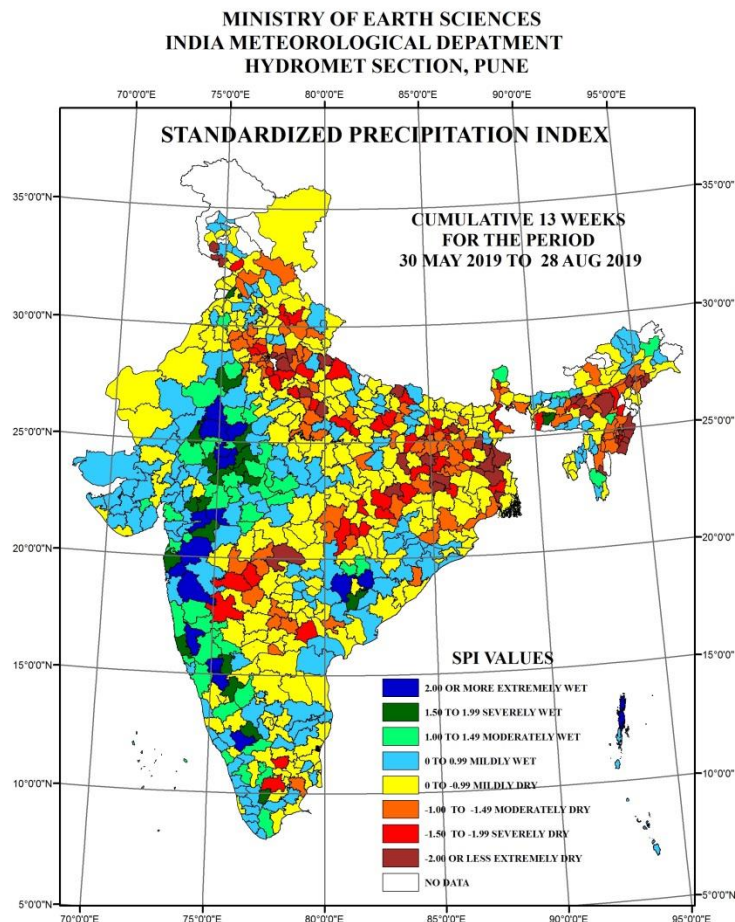 MINISTRY OF EARTH SCIENCES
INDIA METEOROLOGICAL DEPATMENT
HYDROMET SECTION, PUNE
70°0'0"E 75°0'0"E 80°0'0"E 85°0'0"E 90°0'0"E 95°0'0"E
STANDARDIZED PRECIPITATION INDEX
35°0'0"N 35°0'0"N
CUMULATIVE 13 WEEKS
FOR THE PERIOD
30 MAY 2019 TO 28 AUG 2019
30°0'0"N 30°0'0"N
25°0'0"N 25°0'0"N
20°0'0"N 20°0'0"N
15°0'0"N 15°0'0"N
SPI VALUES
2.00 OR MORE EXTREMELY WET
1.50 TO 1.99 SEVERELY WET
1.00 TO 1.49 MODERATELY WET
0 TO 0.99 MILDLY WET
10°0'0"N 10°0'0"N
0 TO -0.99 MILDLY DRY
-1.00 TO -1.49 MODERATELY DRY
-1.50 TO -1.99 SEVERELY DRY
-2.00 OR LESS EXTREMELY DRY
NO DATA
5°0'0"N 5°0'0"N
70°0'0"E 75°0'0"E 80°0'0"E 85°0'0"E 90°0'0"E 95°0'0"E